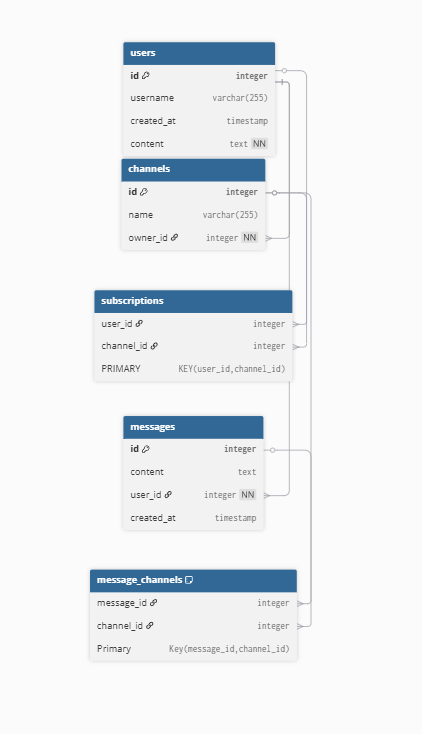 users
id integer
username varchar(255)
created_at timestamp
content text NN
channels
id integer
name varchar(255)
owner_id integer NN
subscriptions
user_id integer
channel_id integer
PRIMARY KEY(user_id,channel_id)
messages
id integer
content text
user_id integer NN
created_at timestamp
message_channels
message_id integer
channel_id integer
Primary Key(message_id,channel_id)